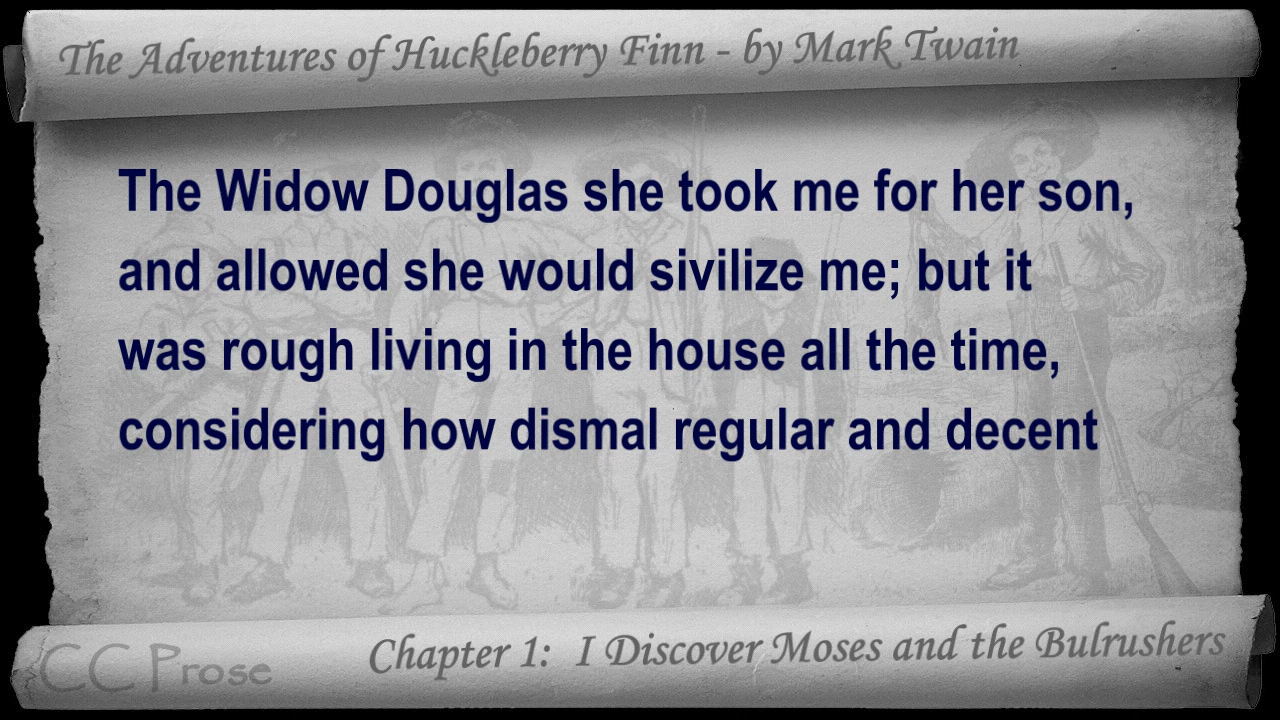 The Adventures of Huckleberry Finn - by Mark Twain
The Widow Douglas she took me for her son,
and allowed she would sivilize me; but it
was rough living in the house all the time,
considering how dismal regular and decent
Chapter 1: I Discover Moses and the Bulrushers
CC Prose